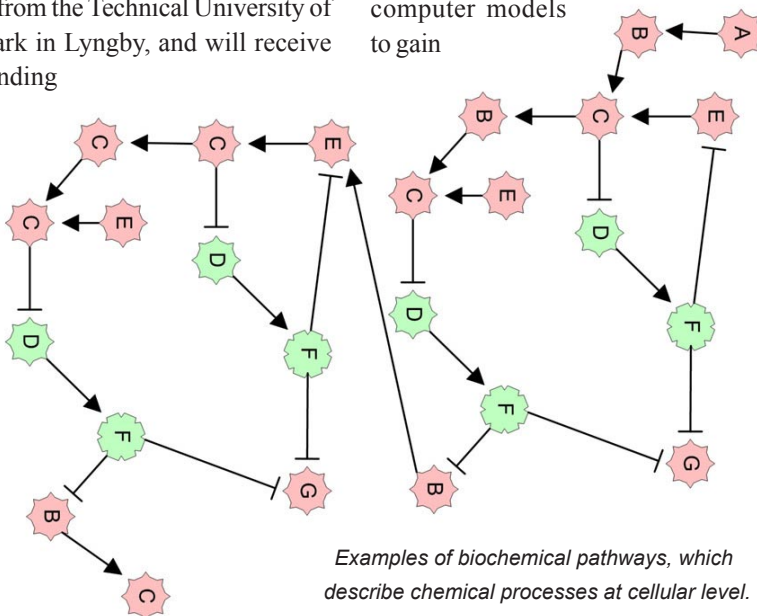 from the Technical University of
ark in Lyngby, and will receive
nding
computer models
to gain
C C E
C E
D
D
F
F
G
B
C
B A
B C E
C E
D
D
F
F
G
B
Examples of biochemical pathways, which
describe chemical processes at cellular level.